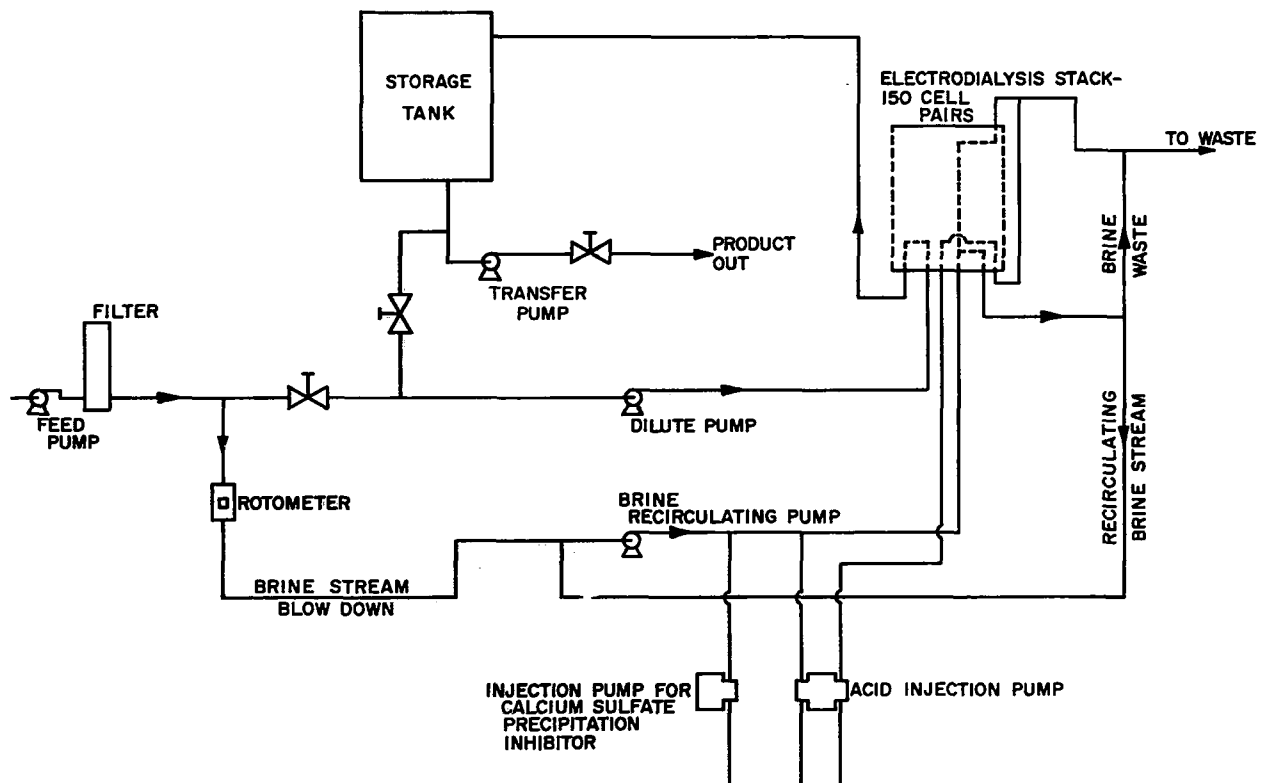 STORAGE
TANK
ELECTRODIALYSIS STACK-
150 CELL
PAIRS
TO WASTE
BRINE
WASTE
PRODUCT
OUT
TRANSFER
PUMP
FILTER
FEED
PUMP
DILUTE PUMP
RECIRCULATING
BRINE STREAM
ROTOMETER
BRINE
RECIRCULATING PUMP
BRINE STREAM
BLOW DOWN
INJECTION PUMP FOR
CALCIUM SULFATE
PRECIPITATION
INHIBITOR
ACID INJECTION PUMP